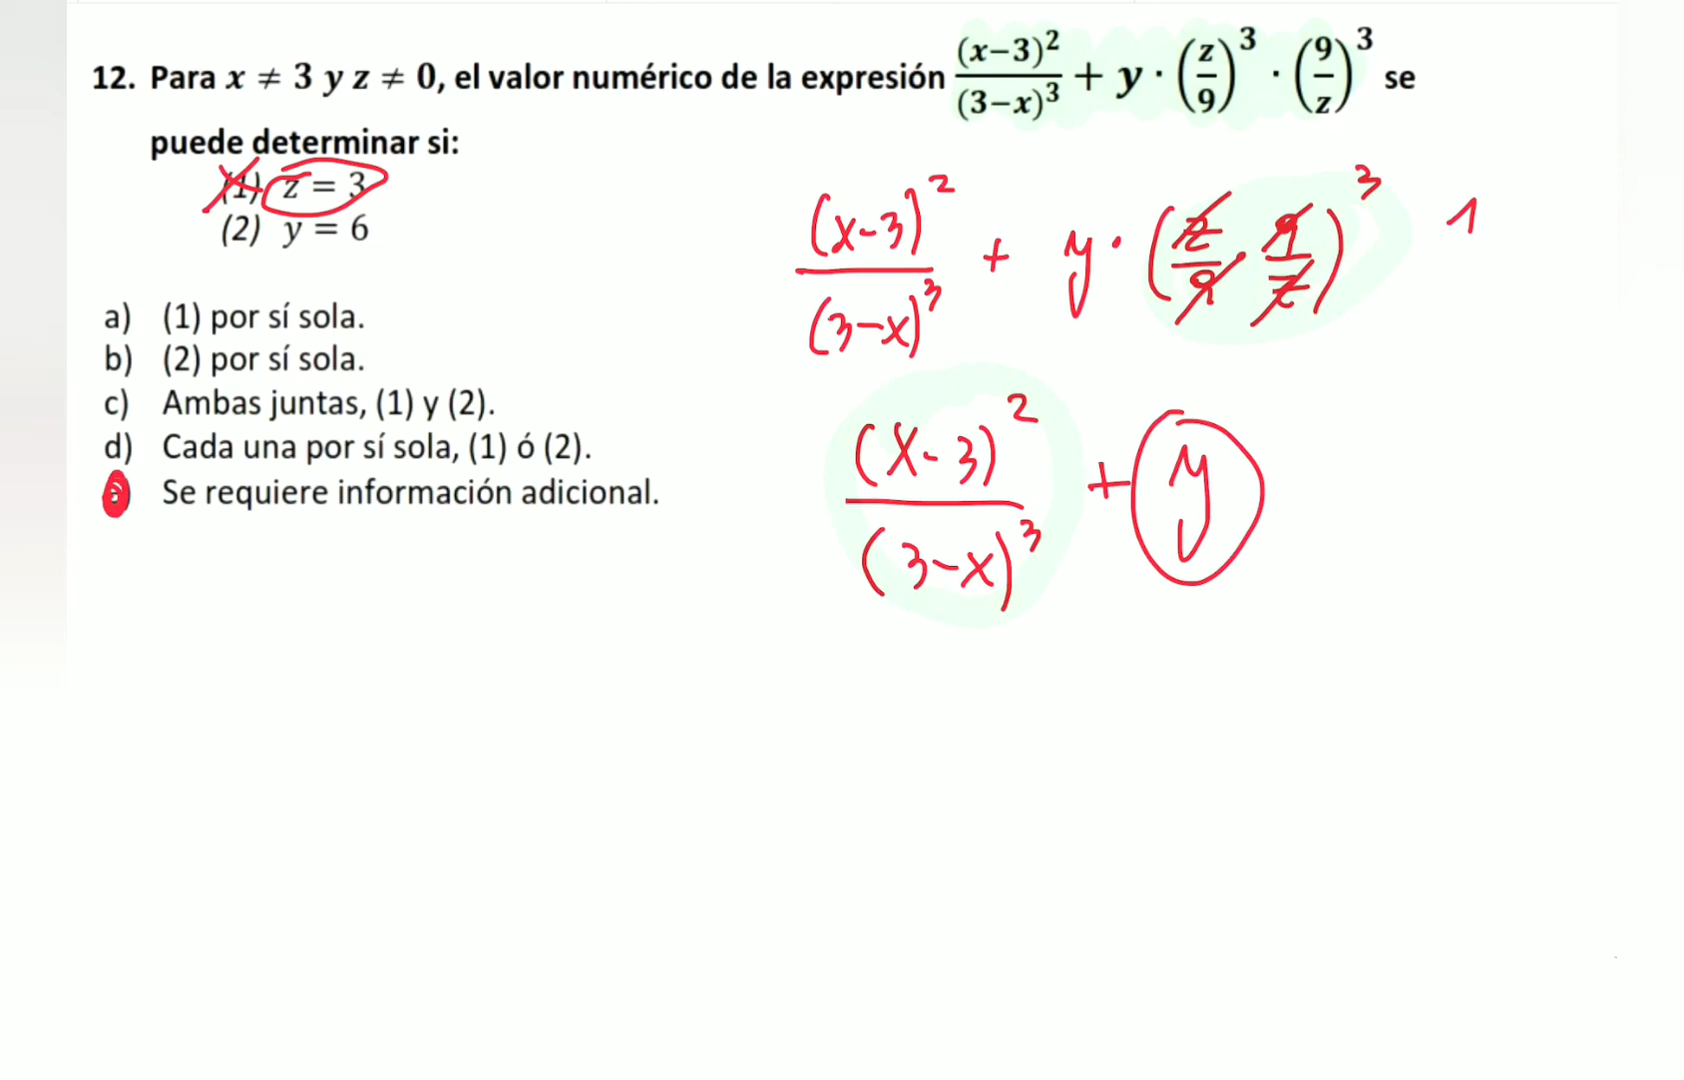 12. Para x ≠ 3 y z ≠ 0, el valor numérico de la expresión (x−3)²/(3−x)³ + y · (z/9)³ · (9/z)³ se
puede determinar si:
(1) z = 3
(2) y = 6
a) (1) por sí sola.
b) (2) por sí sola.
c) Ambas juntas, (1) y (2).
d) Cada una por sí sola, (1) ó (2).
Se requiere información adicional.
(x-3)²/(3-x)³ + y · (z/9 · 9/z)³ 1
(x-3)²/(3-x)³ + y